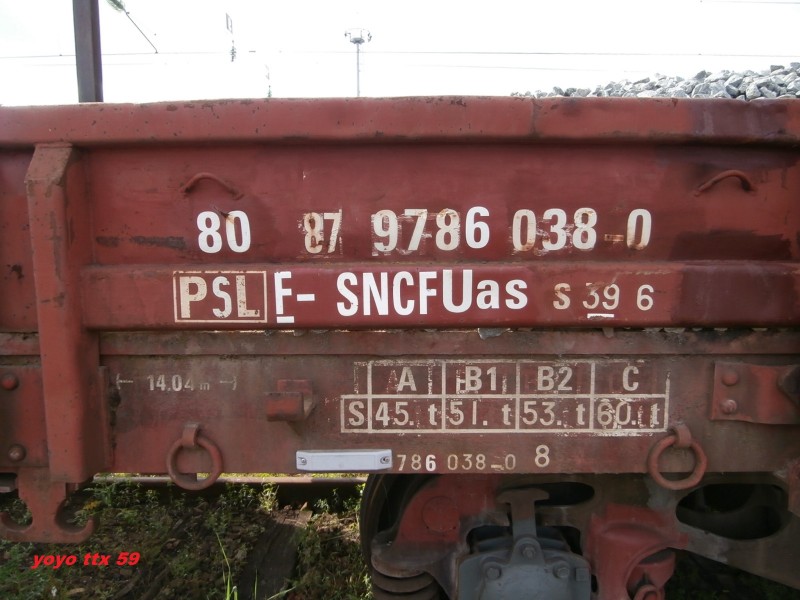 80 87 9786 038-0
PSL F- SNCF Uas S 39 6
14.04 m
A B1 B2 C
S 45. t 51. t 53. t 60. t
786 038-0 8
yoyo ttx 59